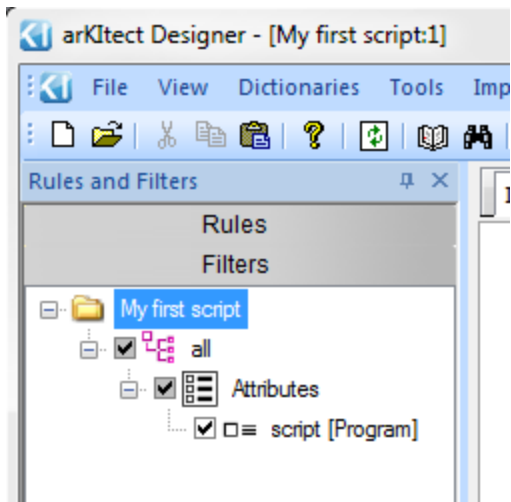 arKItect Designer - [My first script:1]
File View Dictionaries Tools Imp
Rules and Filters
Rules
Filters
My first script
all
Attributes
script [Program]